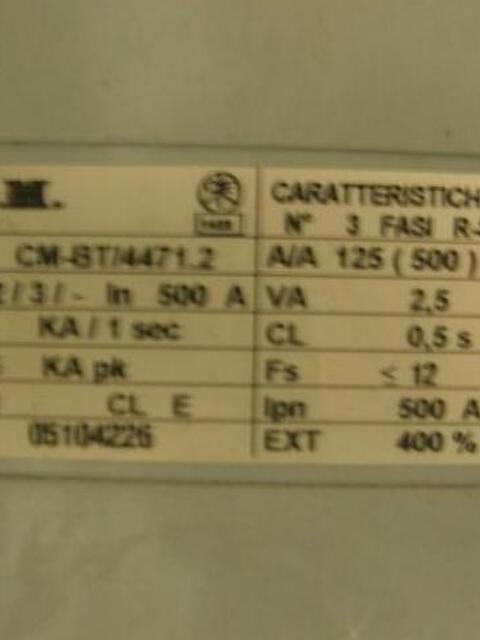 M.
CARATTERISTICH
N° 3 FASI R-
CM-BT/4471.2
A/A 125 ( 500 )
/ 3 / - In 500 A
VA 2,5
KA / 1 sec
CL 0,5 s
KA pk
Fs ≤ 12
CL E
Ipn 500 A
05104226
EXT 400 %